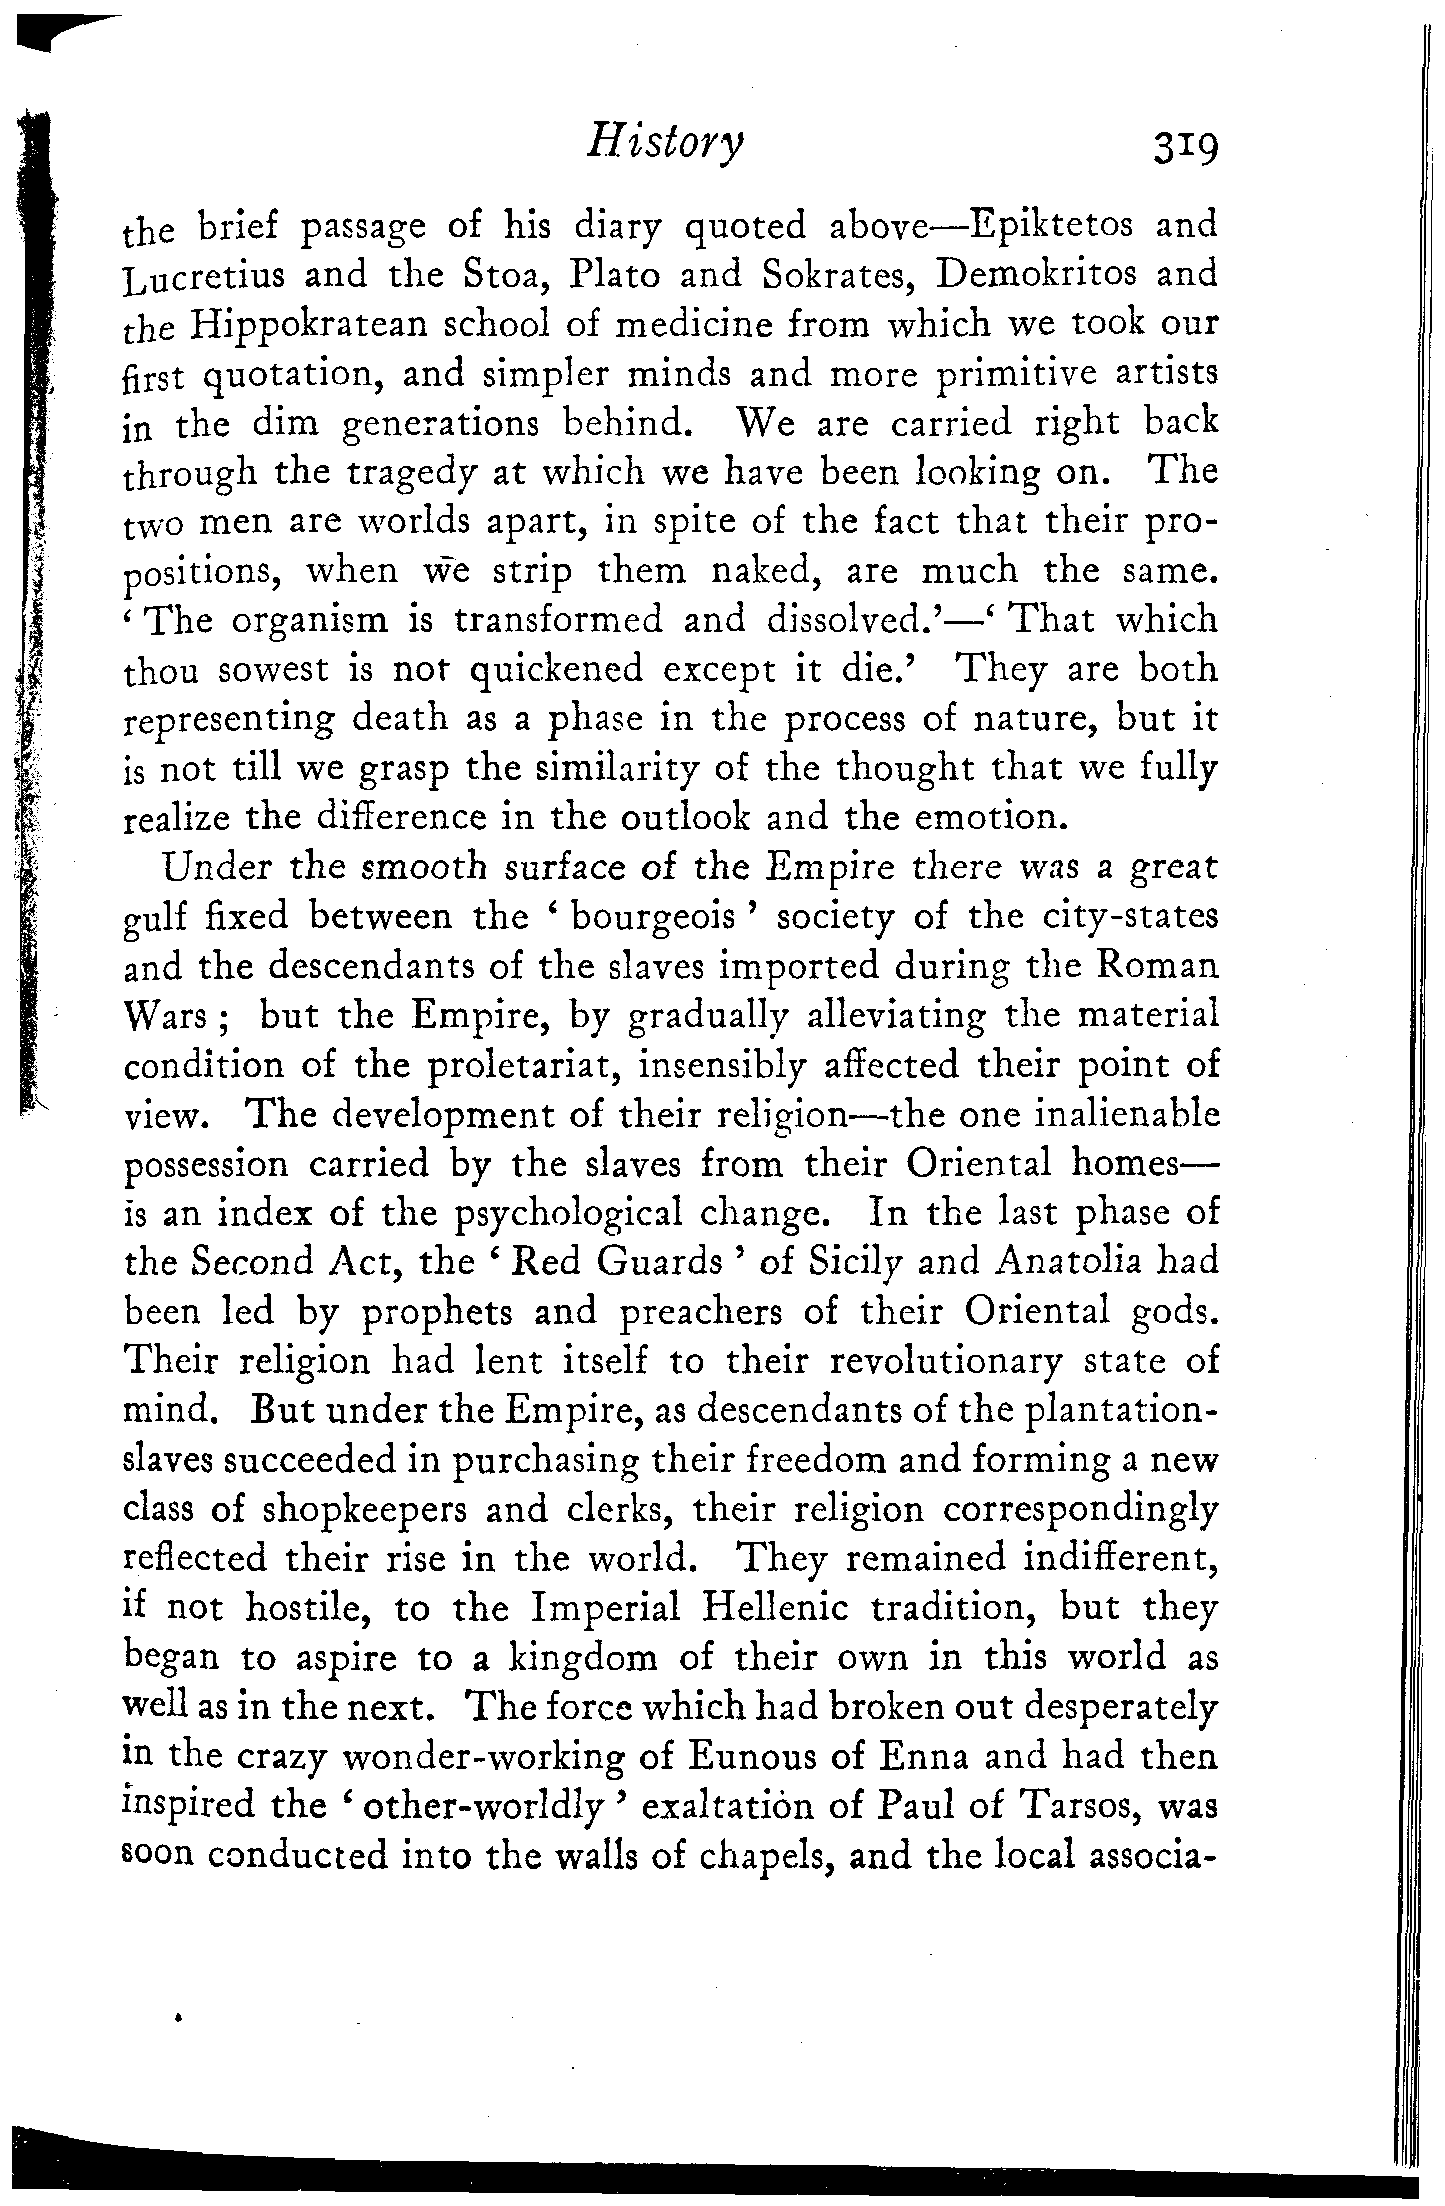 History 319
the brief passage of his diary quoted above—Epiktetos and
Lucretius and the Stoa, Plato and Sokrates, Demokritos and
the Hippokratean school of medicine from which we took our
first quotation, and simpler minds and more primitive artists
in the dim generations behind. We are carried right back
through the tragedy at which we have been looking on. The
two men are worlds apart, in spite of the fact that their pro-
positions, when we strip them naked, are much the same.
‘ The organism is transformed and dissolved.’—‘ That which
thou sowest is not quickened except it die.’ They are both
representing death as a phase in the process of nature, but it
is not till we grasp the similarity of the thought that we fully
realize the difference in the outlook and the emotion.
Under the smooth surface of the Empire there was a great
gulf fixed between the ‘ bourgeois ’ society of the city-states
and the descendants of the slaves imported during the Roman
Wars ; but the Empire, by gradually alleviating the material
condition of the proletariat, insensibly affected their point of
view. The development of their religion—the one inalienable
possession carried by the slaves from their Oriental homes—
is an index of the psychological change. In the last phase of
the Second Act, the ‘ Red Guards ’ of Sicily and Anatolia had
been led by prophets and preachers of their Oriental gods.
Their religion had lent itself to their revolutionary state of
mind. But under the Empire, as descendants of the plantation-
slaves succeeded in purchasing their freedom and forming a new
class of shopkeepers and clerks, their religion correspondingly
reflected their rise in the world. They remained indifferent,
if not hostile, to the Imperial Hellenic tradition, but they
began to aspire to a kingdom of their own in this world as
well as in the next. The force which had broken out desperately
in the crazy wonder-working of Eunous of Enna and had then
inspired the ‘ other-worldly ’ exaltation of Paul of Tarsos, was
soon conducted into the walls of chapels, and the local associa-